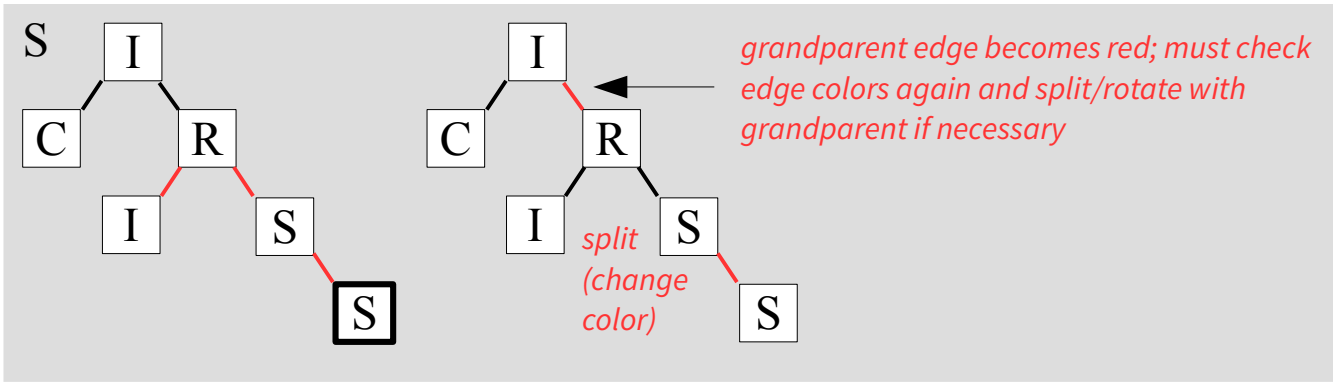 S
I
C
R
I
S
S
I
C
R
I
S
S
grandparent edge becomes red; must check
edge colors again and split/rotate with
grandparent if necessary
split
(change
color)